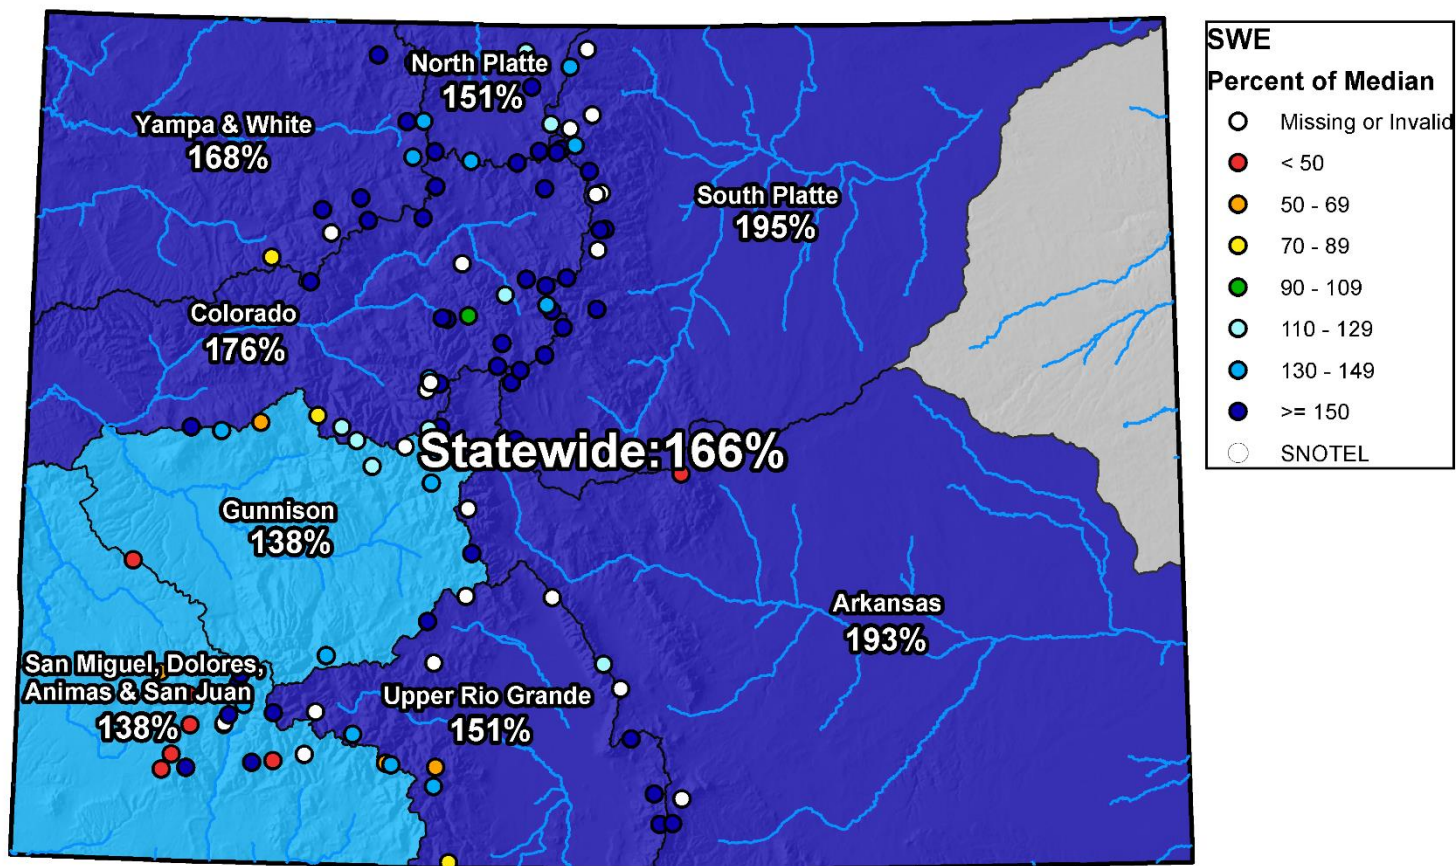 North Platte
151%
Yampa & White
168%
South Platte
195%
Colorado
176%
Statewide:166%
Gunnison
138%
Arkansas
193%
San Miguel, Dolores,
Animas & San Juan
138%
Upper Rio Grande
151%
SWE
Percent of Median
Missing or Invalid
< 50
50 - 69
70 - 89
90 - 109
110 - 129
130 - 149
>= 150
SNOTEL